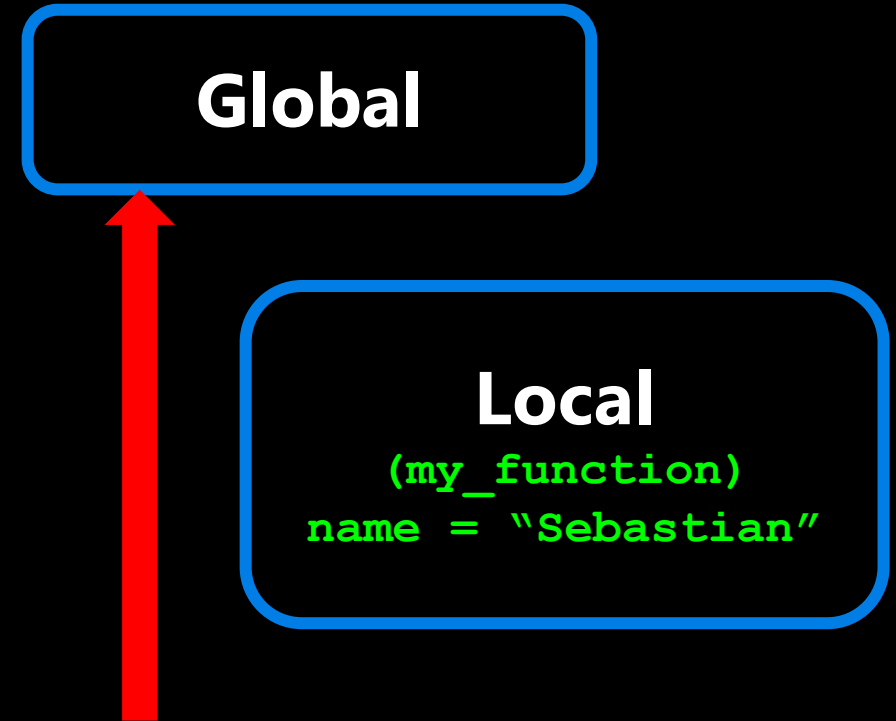 Global
Local
(my_function)
name = “Sebastian”